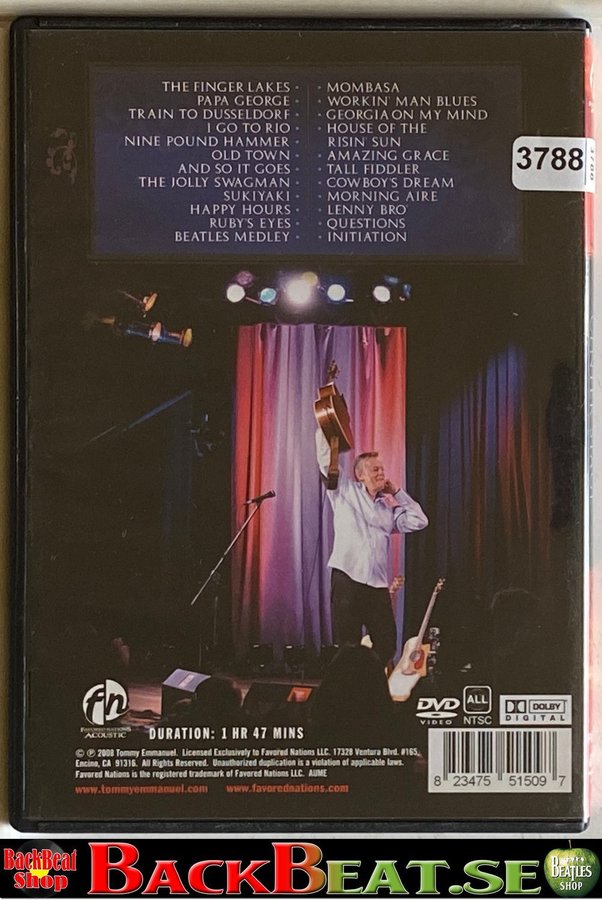 THE FINGER LAKES •
PAPA GEORGE •
TRAIN TO DUSSELDORF •
I GO TO RIO •
NINE POUND HAMMER •
OLD TOWN •
AND SO IT GOES •
THE JOLLY SWAGMAN •
SUKIYAKI •
HAPPY HOURS •
RUBY'S EYES •
BEATLES MEDLEY •
• MOMBASA
• WORKIN' MAN BLUES
• GEORGIA ON MY MIND
• HOUSE OF THE
RISIN' SUN
• AMAZING GRACE
• TALL FIDDLER
• COWBOY'S DREAM
• MORNING AIRE
• LENNY BRO'
• QUESTIONS
• INITIATION
3788
3788
fn
FAVORED NATIONS
ACOUSTIC
DURATION: 1 HR 47 MINS
DVD
VIDEO
ALL
NTSC
DOLBY
DIGITAL
© ℗ 2008 Tommy Emmanuel. Licensed Exclusively to Favored Nations LLC. 17328 Ventura Blvd. #165,
Encino, CA 91316. All Rights Reserved. Unauthorized duplication is a violation of applicable laws.
Favored Nations is the registered trademark of Favored Nations LLC. AUME
www.tommyemmanuel.com www.favorednations.com
8 23475 51509 7
BackBeat
Shop
BACKBEAT.SE
BEATLES
SHOP